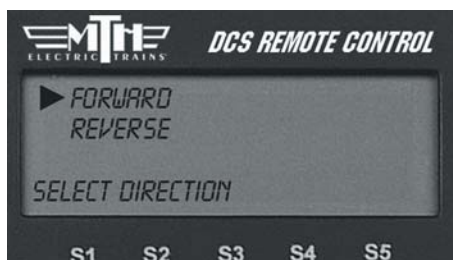 MTH
ELECTRIC TRAINS
DCS REMOTE CONTROL
FORWARD
REVERSE
SELECT DIRECTION
S1 S2 S3 S4 S5